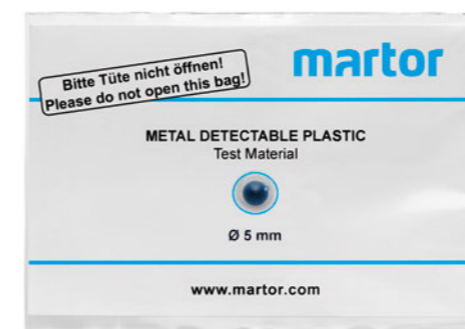 martor
Bitte Tüte nicht öffnen!
Please do not open this bag!
METAL DETECTABLE PLASTIC
Test Material
Ø 5 mm
www.martor.com